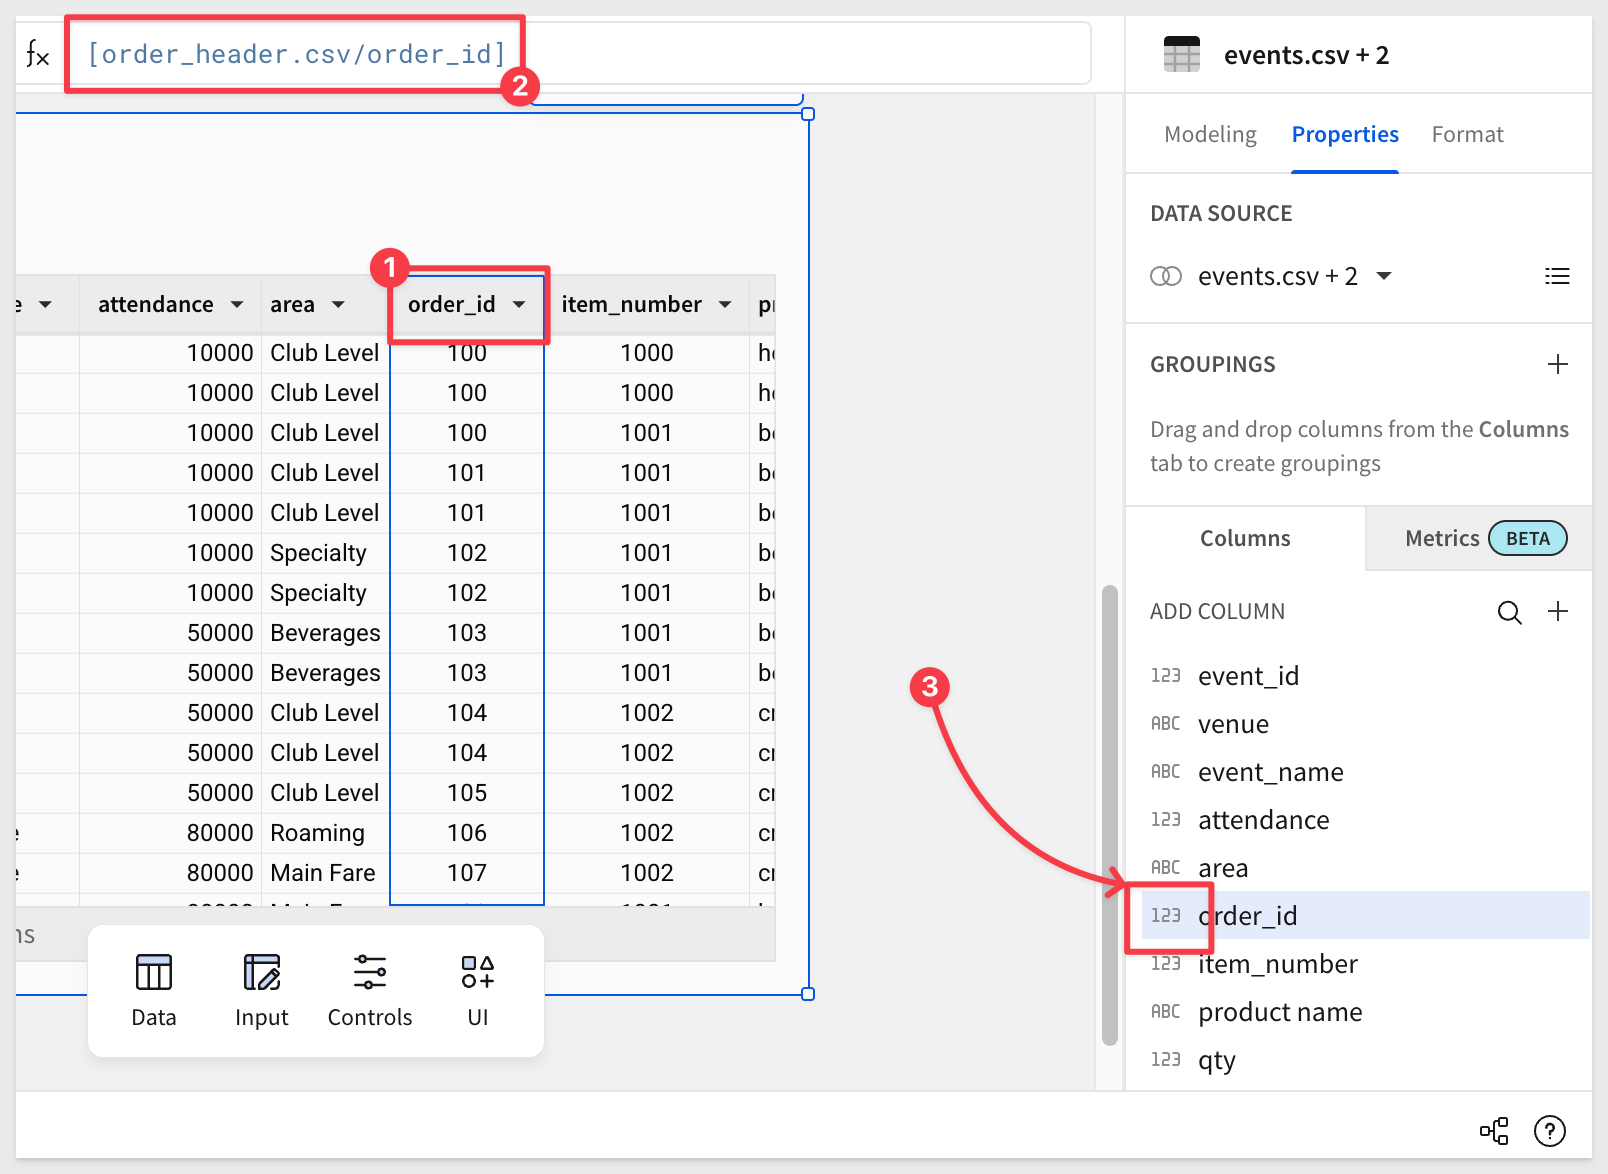 fx
[order_header.csv/order_id]
2
events.csv + 2
Modeling Properties Format
DATA SOURCE
events.csv + 2
GROUPINGS
Drag and drop columns from the Columns
tab to create groupings
Columns Metrics BETA
ADD COLUMN
123 event_id
ABC venue
ABC event_name
123 attendance
ABC area
123 order_id
123 item_number
ABC product name
123 qty
1
3
e attendance area order_id item_number
10000 Club Level 100 1000
10000 Club Level 100 1000
10000 Club Level 100 1001
10000 Club Level 101 1001
10000 Club Level 101 1001
10000 Specialty 102 1001
10000 Specialty 102 1001
50000 Beverages 103 1001
50000 Beverages 103 1001
50000 Club Level 104 1002
50000 Club Level 104 1002
50000 Club Level 105 1002
80000 Roaming 106 1002
80000 Main Fare 107 1002
ns
Data Input Controls UI
?